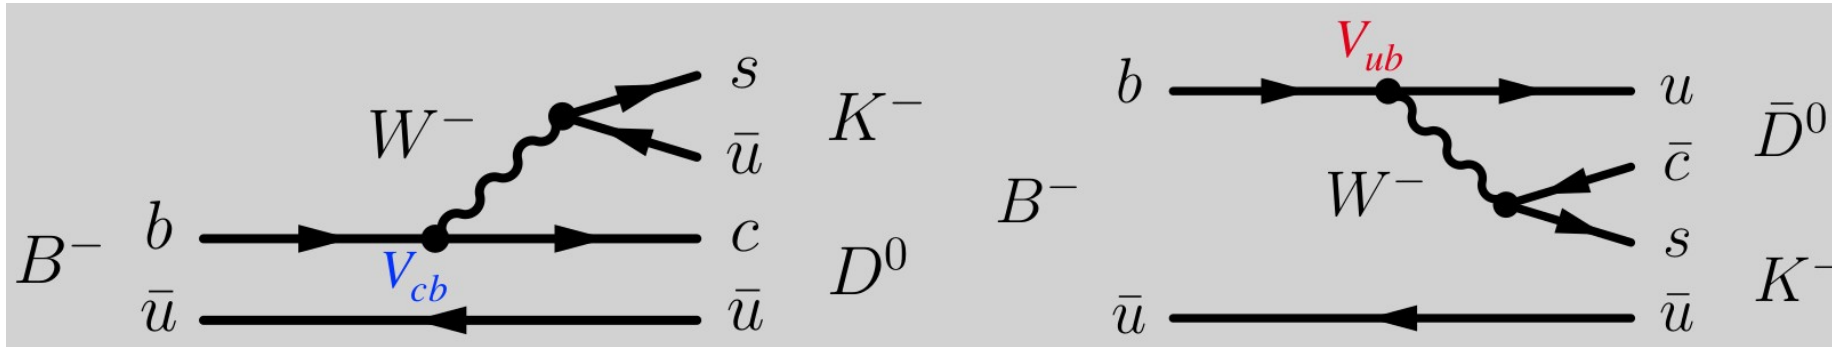 s
W⁻
K⁻
ū
b
c
B⁻
V_cb
D⁰
ū
ū
V_ub
b
u
D̄⁰
c̄
W⁻
B⁻
s
K⁻
ū
ū